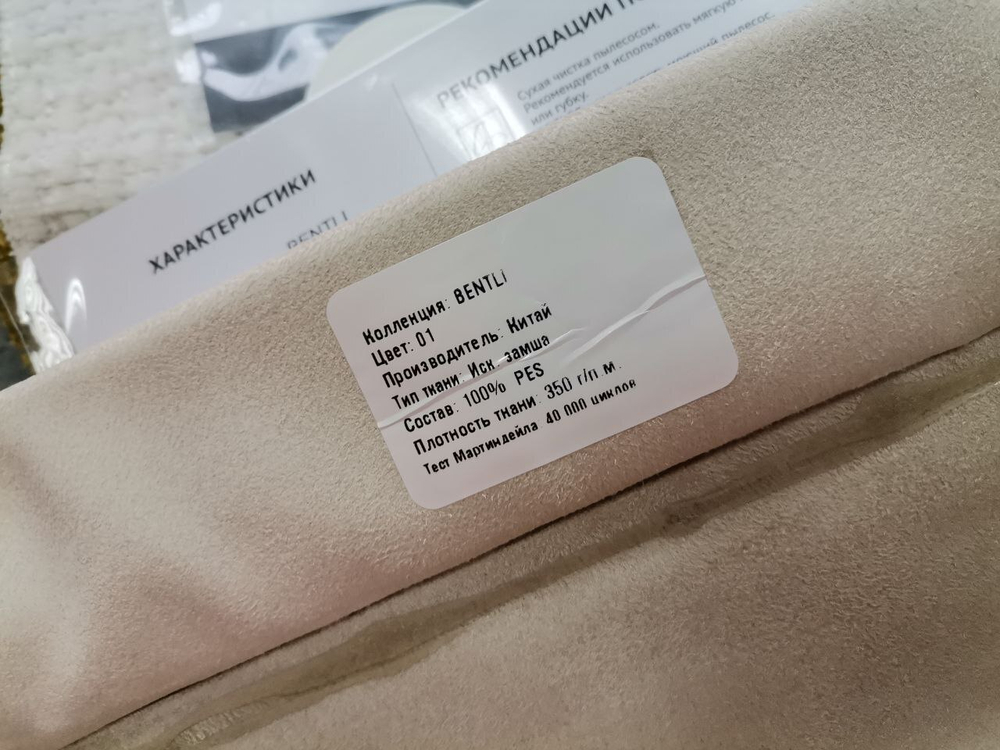 ХАРАКТЕРИСТИКИ
BENTLI
РЕКОМЕНДАЦИИ
Сухая чистка пылесосом.
Рекомендуется использовать мягкую
пылесос.
или губку.
Коллекция: BENTLi
Цвет: 01
Производитель: Китай
Тип ткани: Иск. замша
Состав: 100% PES
Плотность ткани: 350 г/п м.
Тест Мартиндейла 40 000 циклов